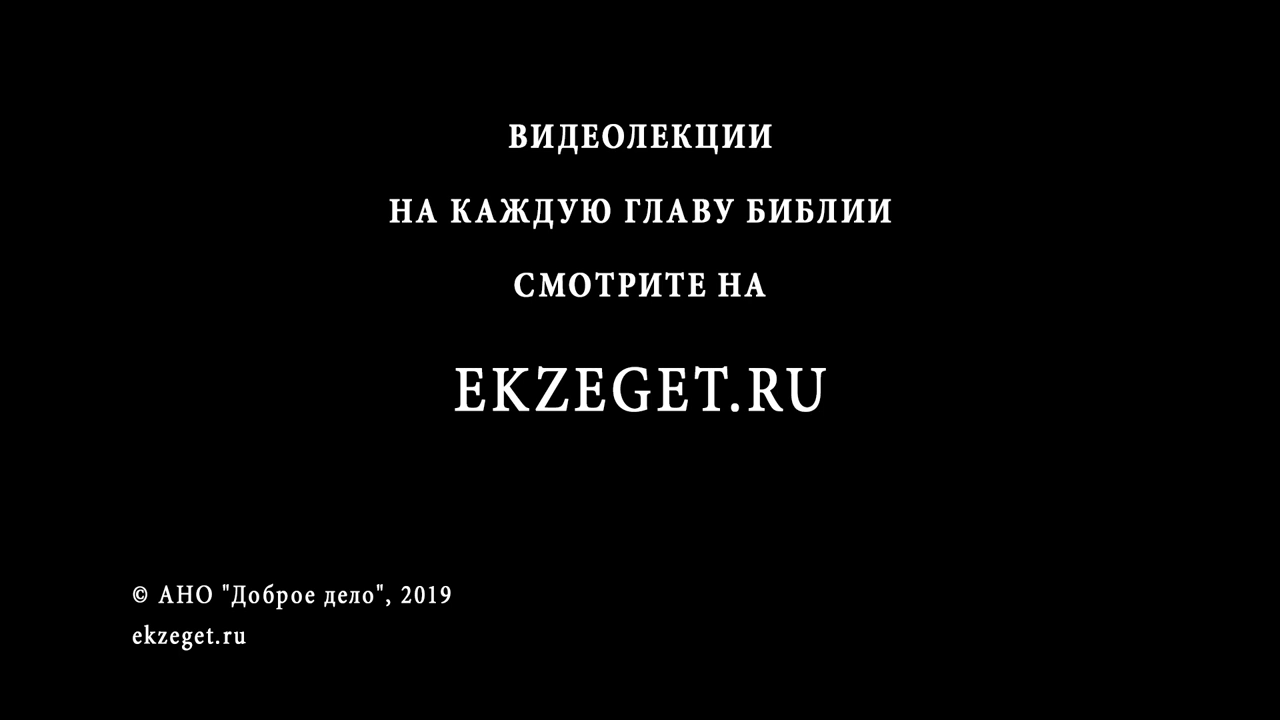 ВИДЕОЛЕКЦИИ
НА КАЖДУЮ ГЛАВУ БИБЛИИ
СМОТРИТЕ НА
EKZEGET.RU
© АНО "Доброе дело", 2019
ekzeget.ru